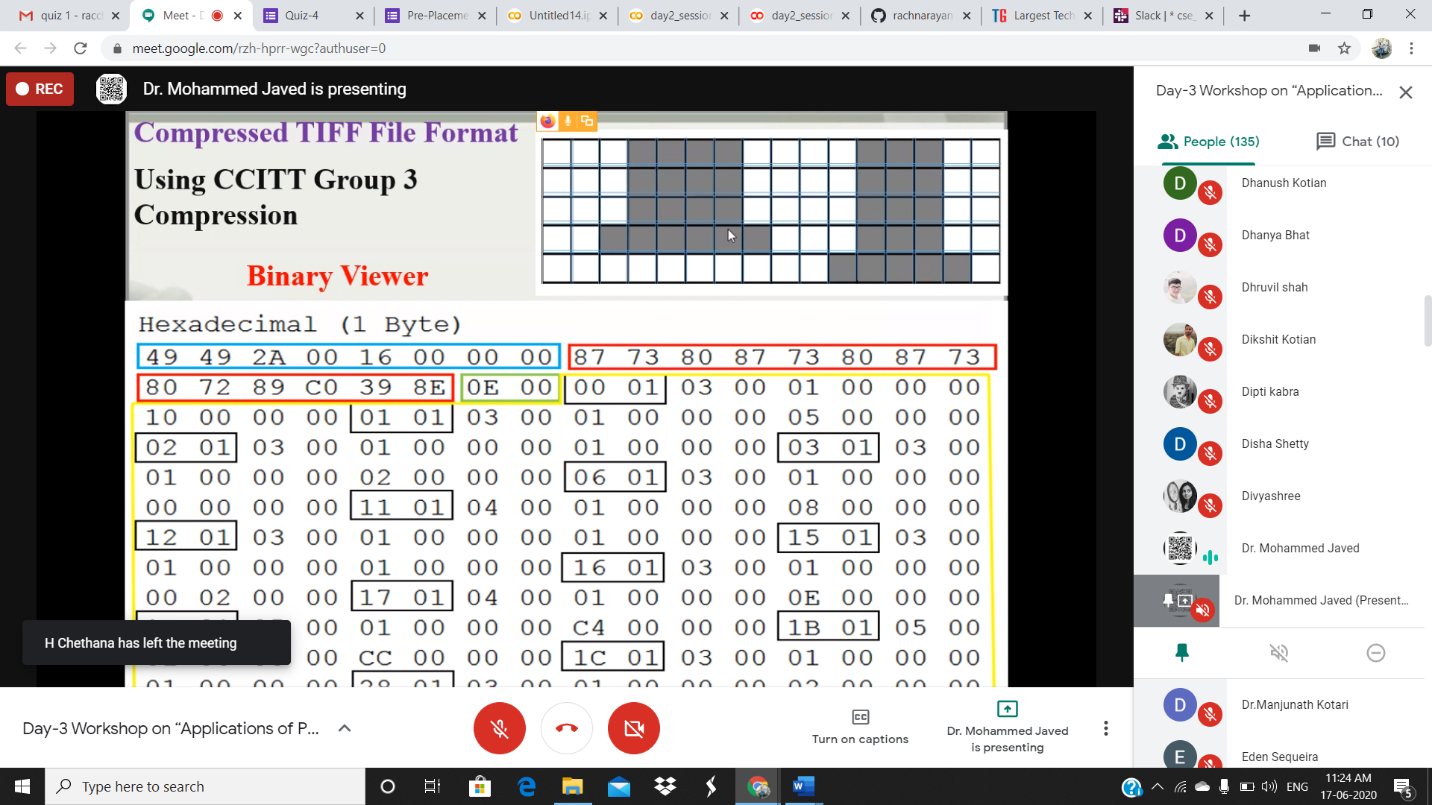 quiz 1 - racc
Meet - D
Quiz-4
Pre-Placeme
Untitled14.ip
day2_session
day2_session
rachnarayan
Largest Tech
Slack | * cse_
meet.google.com/rzh-hprr-wgc?authuser=0
REC
Dr. Mohammed Javed is presenting
Compressed TIFF File Format
Using CCITT Group 3
Compression
Binary Viewer
Hexadecimal (1 Byte)
49 49 2A 00 16 00 00 00 87 73 80 87 73 80 87 73
80 72 89 C0 39 8E 0E 00 00 01 03 00 01 00 00 00
10 00 00 00 01 01 03 00 01 00 00 00 05 00 00 00
02 01 03 00 01 00 00 00 01 00 00 00 03 01 03 00
01 00 00 00 02 00 00 00 06 01 03 00 01 00 00 00
00 00 00 00 11 01 04 00 01 00 00 00 08 00 00 00
12 01 03 00 01 00 00 00 01 00 00 00 15 01 03 00
01 00 00 00 01 00 00 00 16 01 03 00 01 00 00 00
00 02 00 00 17 01 04 00 01 00 00 00 0E 00 00 00
00 01 00 00 00 C4 00 00 00 1B 01 05 00
00 CC 00 00 00 1C 01 03 00 01 00 00 00
H Chethana has left the meeting
Day-3 Workshop on “Application...
People (135)
Chat (10)
D
Dhanush Kotian
D
Dhanya Bhat
Dhruvil shah
Dikshit Kotian
Dipti kabra
D
Disha Shetty
Divyashree
Dr. Mohammed Javed
Dr. Mohammed Javed (Present...
D
Dr.Manjunath Kotari
E
Eden Sequeira
Day-3 Workshop on “Applications of P...
Turn on captions
Dr. Mohammed Javed
is presenting
Type here to search
ENG
11:24 AM
17-06-2020
5